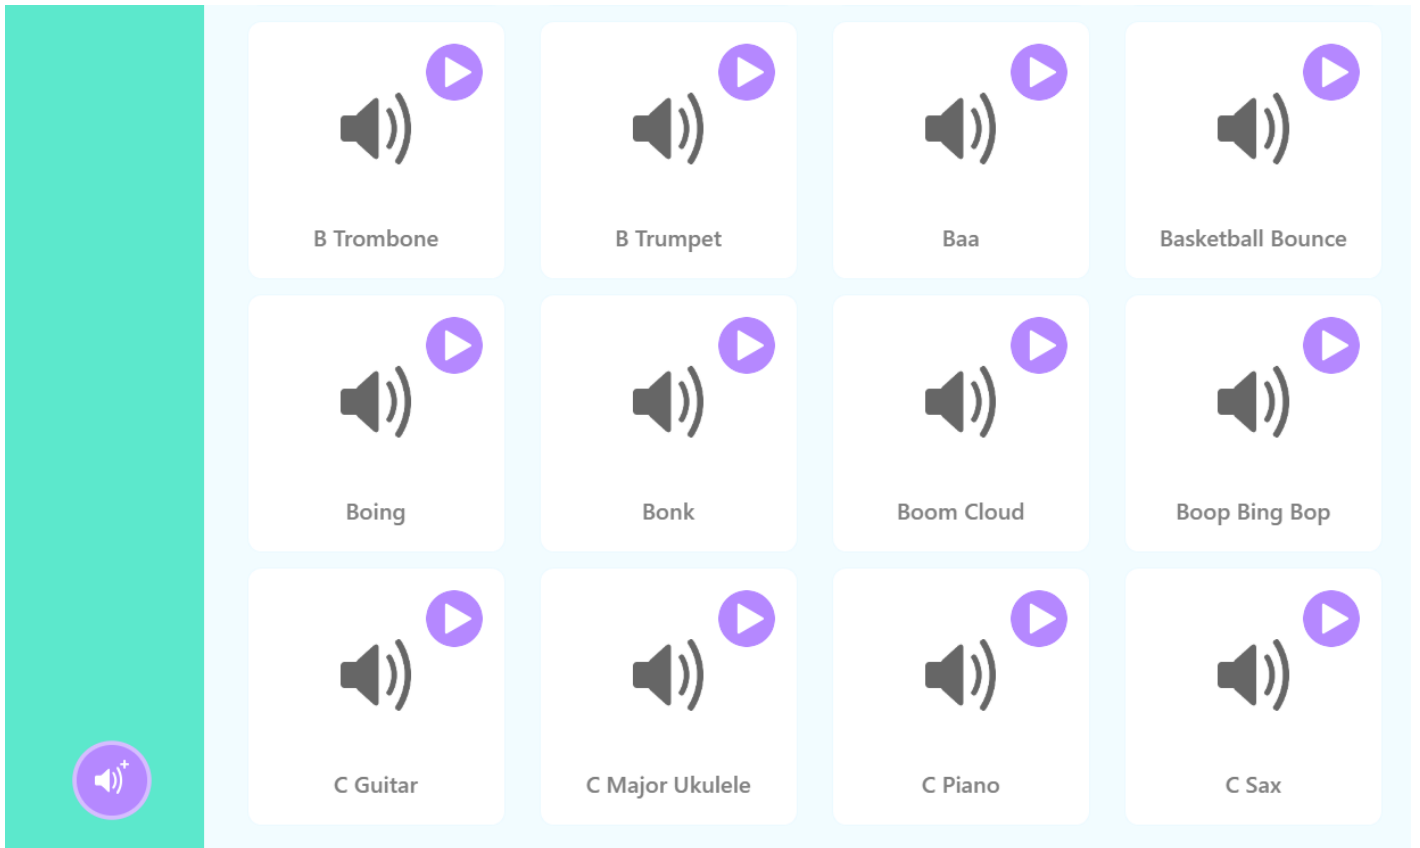 B Trombone
B Trumpet
Baa
Basketball Bounce
Boing
Bonk
Boom Cloud
Boop Bing Bop
C Guitar
C Major Ukulele
C Piano
C Sax